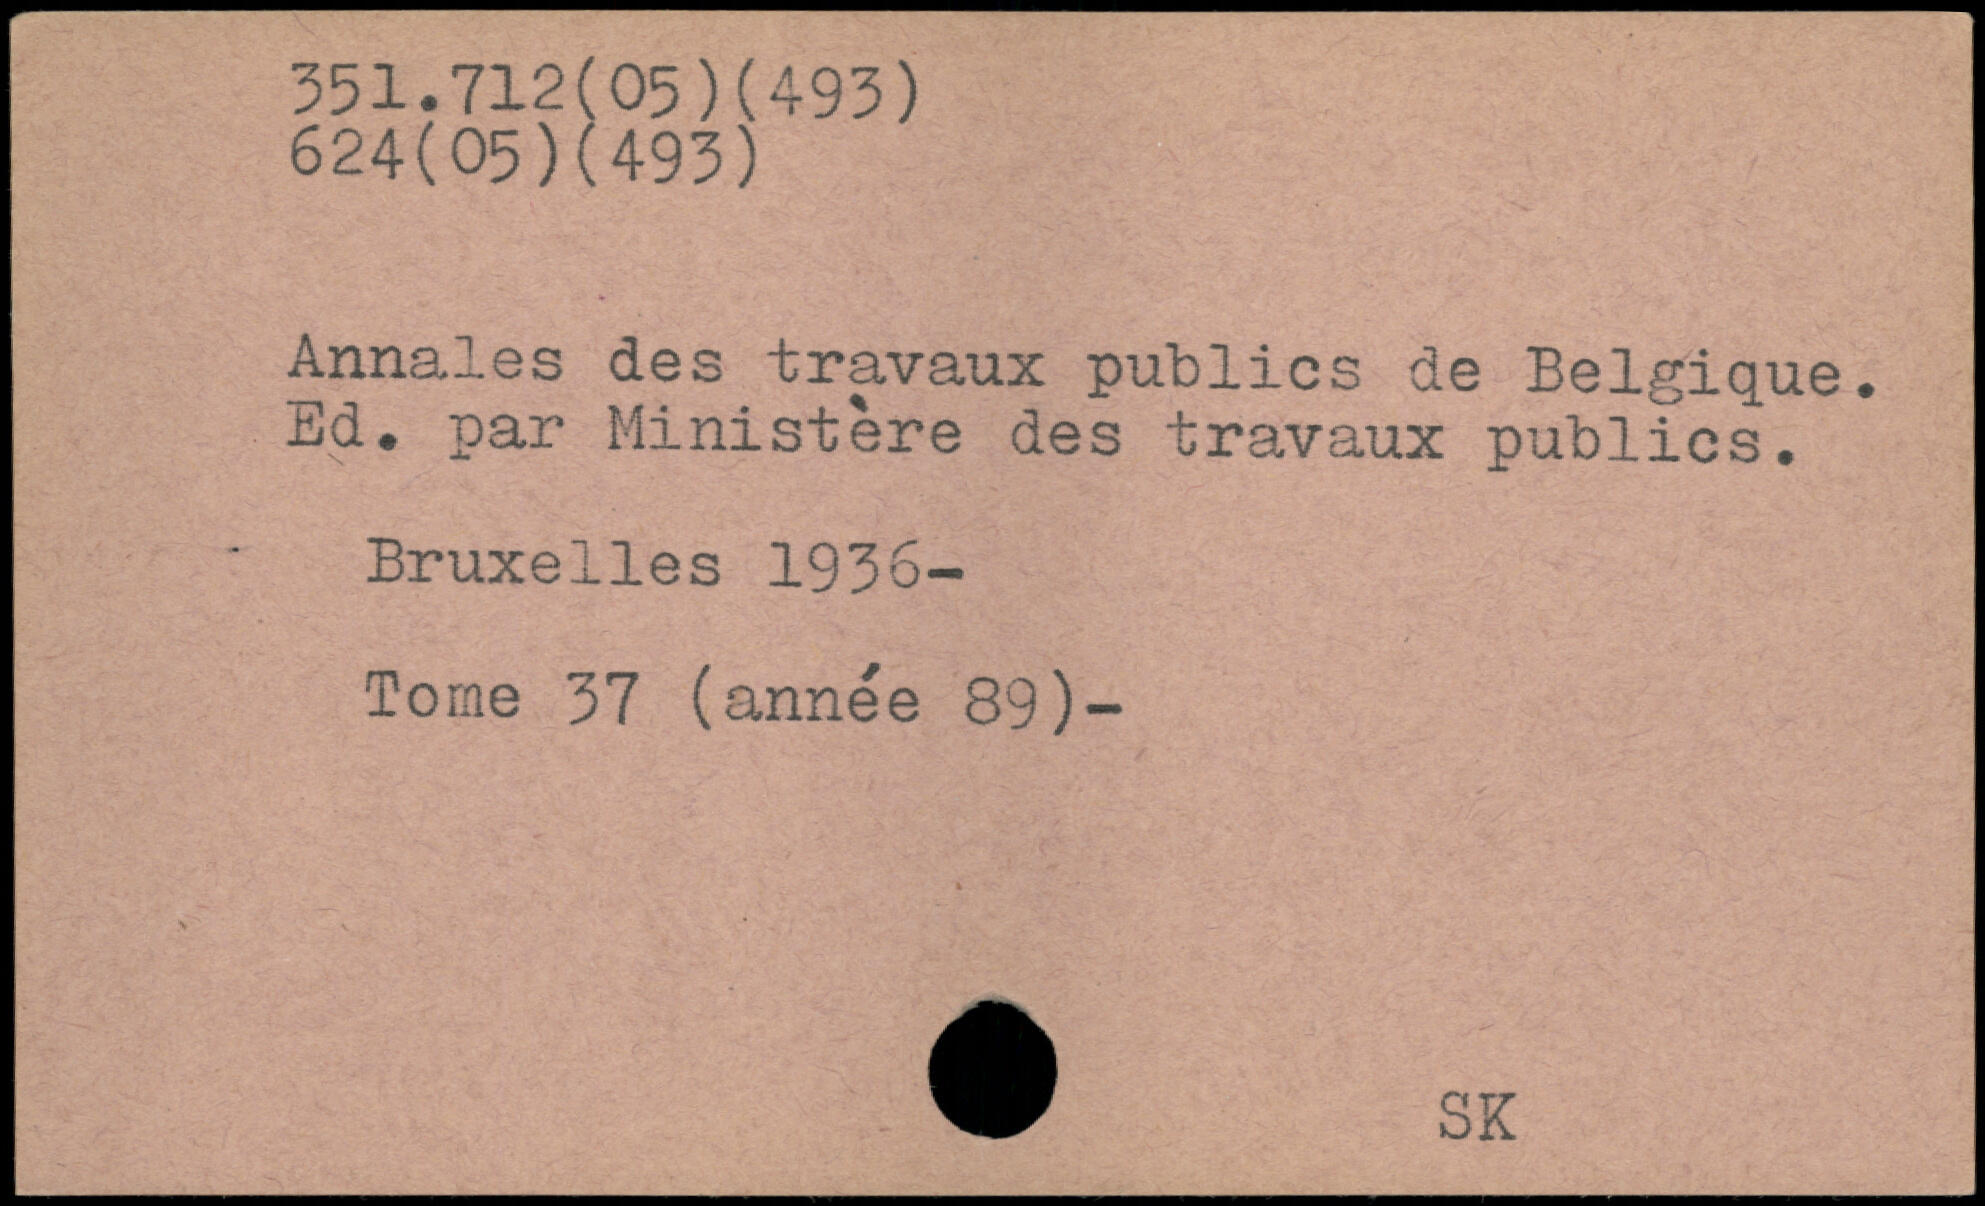 351.712(05)(493)
624(05)(493)
Annales des travaux publics de Belgique.
Ed. par Ministère des travaux publics.
Bruxelles 1936-
Tome 37 (année 89)-
SK